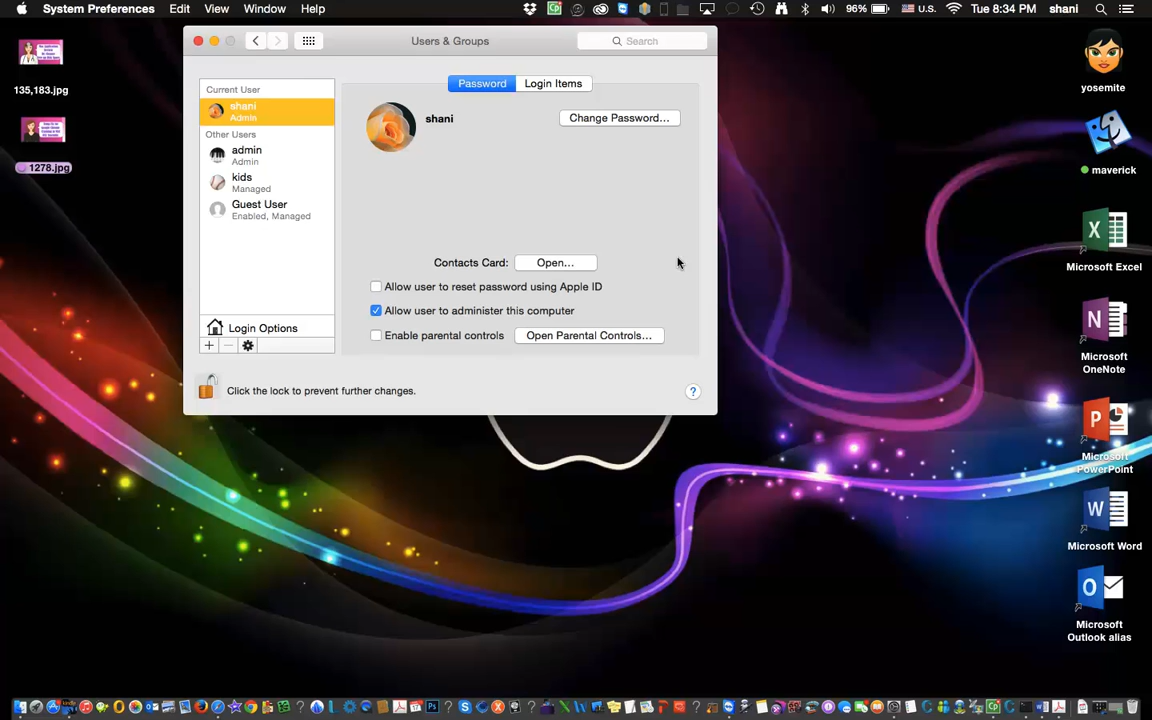 System Preferences Edit View Window Help
96% U.S. Tue 8:34 PM shani
Users & Groups
Search
135,183.jpg
1278.jpg
Current User
shani
Admin
Other Users
admin
Admin
kids
Managed
Guest User
Enabled, Managed
Login Options
Password Login Items
shani
Change Password...
Contacts Card: Open...
Allow user to reset password using Apple ID
Allow user to administer this computer
Enable parental controls Open Parental Controls...
Click the lock to prevent further changes.
?
yosemite
maverick
Microsoft Excel
Microsoft
OneNote
Microsoft
PowerPoint
Microsoft Word
Microsoft
Outlook alias